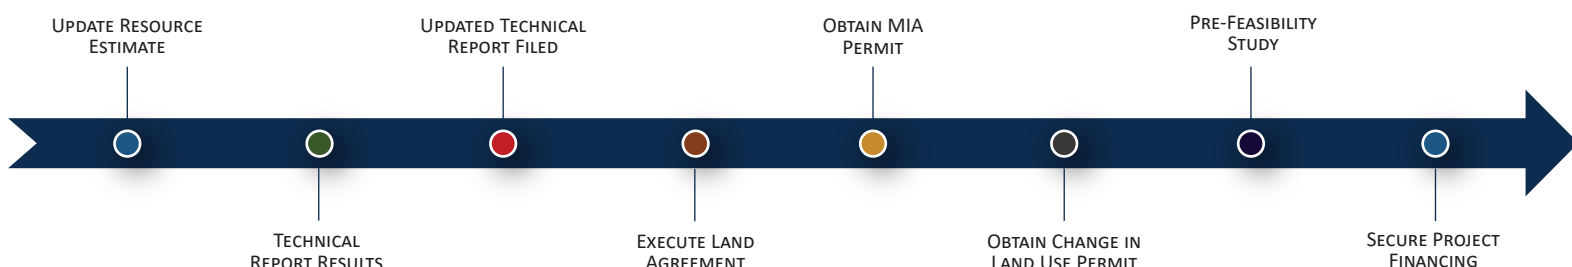 Update Resource
Estimate
Technical
Report Results
Updated Technical
Report Filed
Execute Land
Agreement
Obtain MIA
Permit
Obtain Change in
Land Use Permit
Pre-Feasibility
Study
Secure Project
Financing